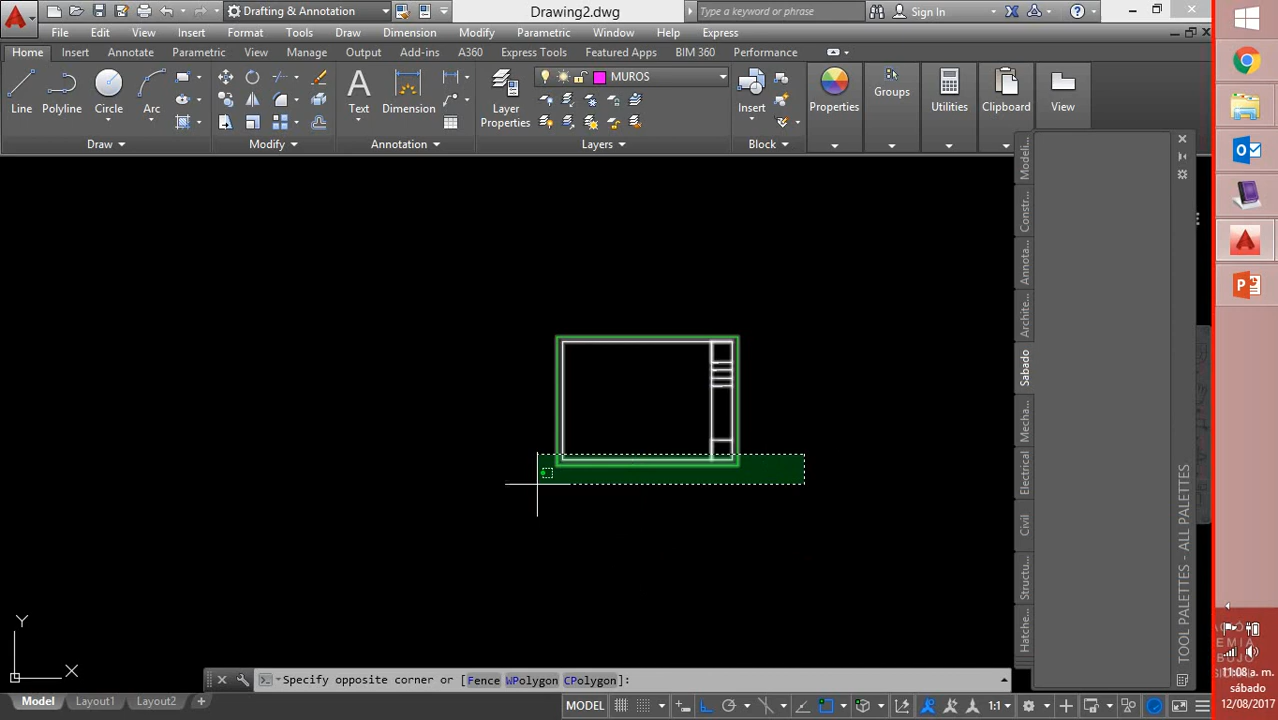 Drafting & Annotation
Drawing2.dwg
Type a keyword or phrase
Sign In
File Edit View Insert Format Tools Draw Dimension Modify Parametric Window Help Express
Home Insert Annotate Parametric View Manage Output Add-ins A360 Express Tools Featured Apps BIM 360 Performance
Line
Polyline
Circle
Arc
Text
Dimension
Layer
Properties
MUROS
Insert
Properties
Groups
Utilities
Clipboard
View
Draw
Modify
Annotation
Layers
Block
Modeli...
Constr...
Annota...
Archite...
Sabado
Mecha...
Electrical
Civil
Structu...
Hatche...
TOOL PALETTES - ALL PALETTES
Specify opposite corner or [Fence WPolygon CPolygon]:
Model Layout1 Layout2 +
MODEL
1:1
X
Y
11:08 a. m.
sábado
12/08/2017